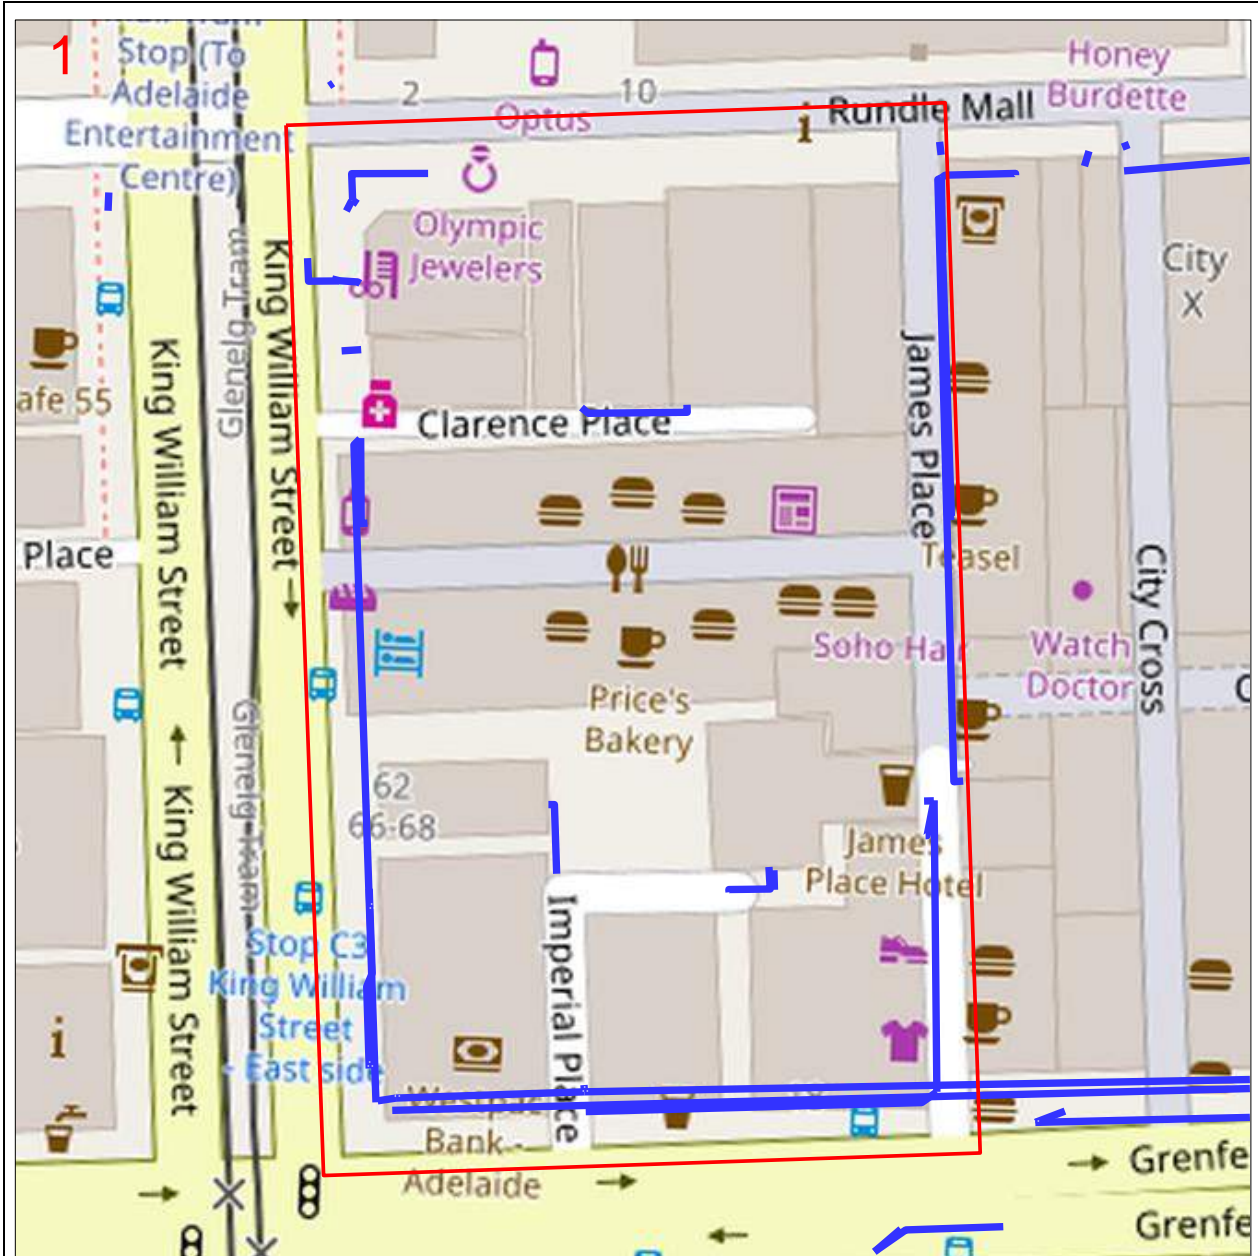 1
Stop (To
Adelaide
Entertainment
Centre)
2
10
Optus
Rundle Mall
Honey
Burdette
Olympic
Jewelers
City
X
King William Street
Glenelg Tram
King William Street
James Place
afe 55
Clarence Place
Place
Teasel
City Cross
Soho Hair
Watch
Doctor
Price's
Bakery
62
66-68
James
Place Hotel
King William Street
Glenelg Tram
Imperial Place
Stop C3
King William
Street
- East side
Westpac
Bank -
Adelaide
Grenfe
Grenfe